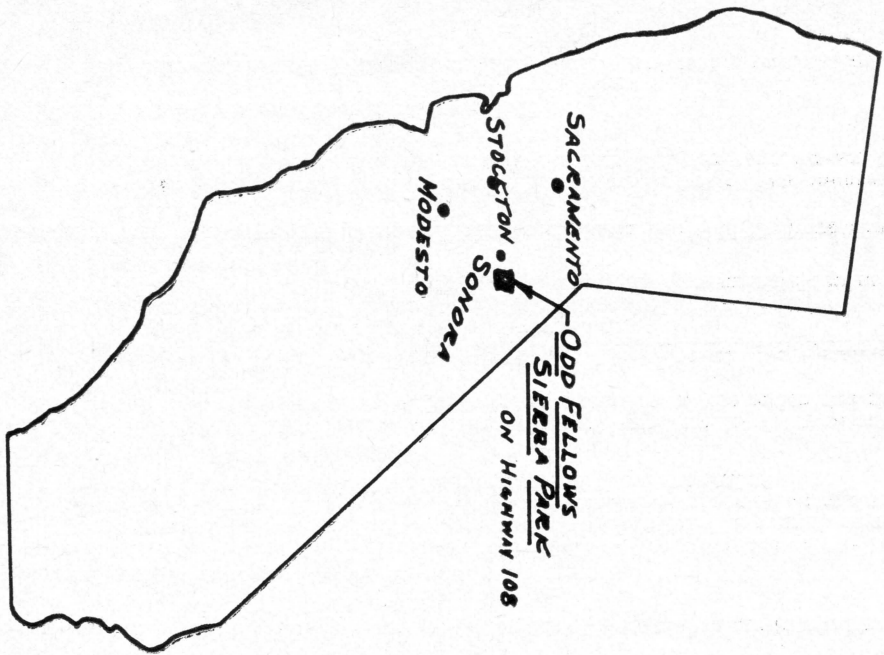 SACRAMENTO
STOCKTON
MODESTO
SONORA
ODD FELLOWS
SIERRA PARK
ON HIGHWAY 108